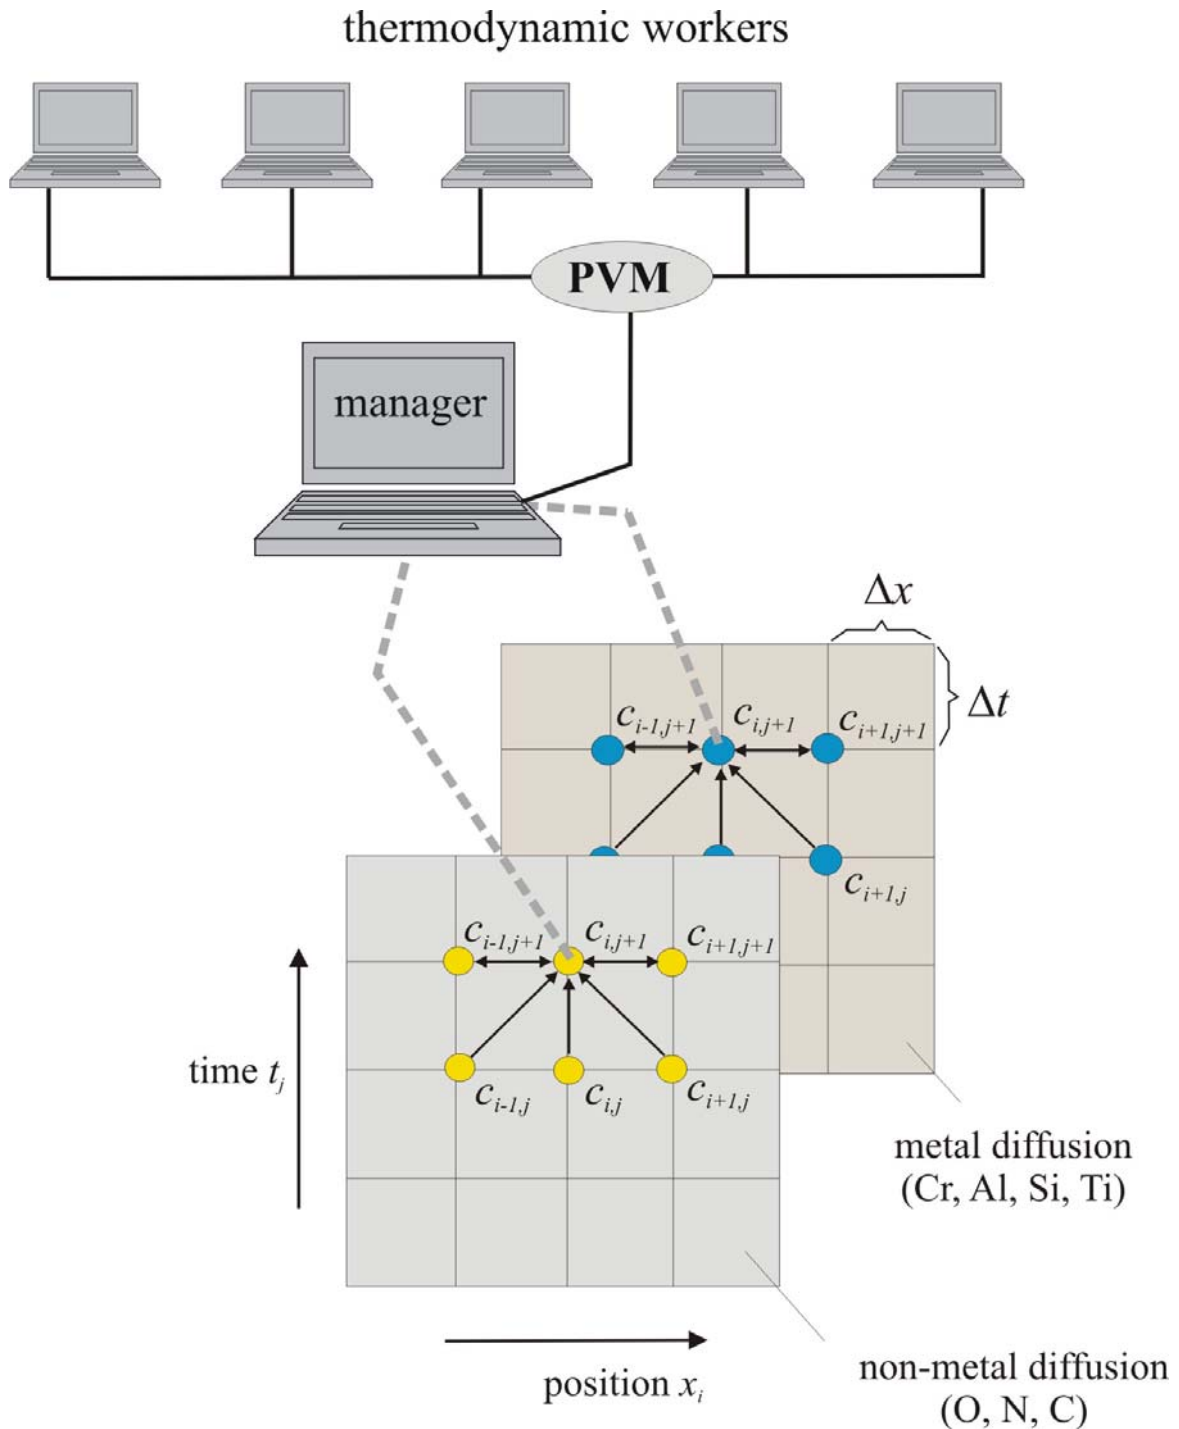 thermodynamic workers
PVM
manager
Δx
Δt
c_{i-1,j+1} c_{i,j+1} c_{i+1,j+1}
c_{i+1,j}
c_{i-1,j+1} c_{i,j+1} c_{i+1,j+1}
time t_j
c_{i-1,j} c_{i,j} c_{i+1,j}
metal diffusion
(Cr, Al, Si, Ti)
position x_i
non-metal diffusion
(O, N, C)